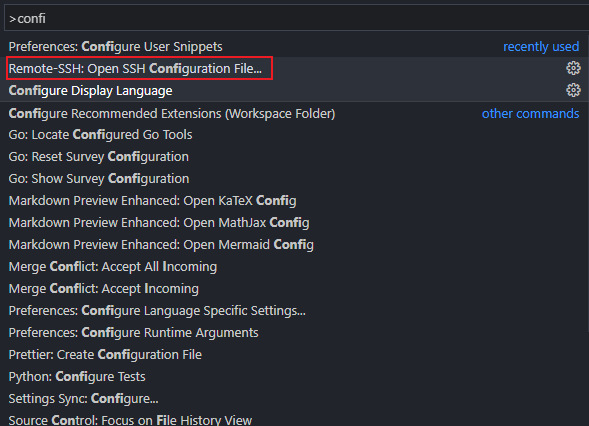 >confi
Preferences: Configure User Snippets recently used
Remote-SSH: Open SSH Configuration File...
Configure Display Language
Configure Recommended Extensions (Workspace Folder) other commands
Go: Locate Configured Go Tools
Go: Reset Survey Configuration
Go: Show Survey Configuration
Markdown Preview Enhanced: Open KaTeX Config
Markdown Preview Enhanced: Open MathJax Config
Markdown Preview Enhanced: Open Mermaid Config
Merge Conflict: Accept All Incoming
Merge Conflict: Accept Incoming
Preferences: Configure Language Specific Settings...
Preferences: Configure Runtime Arguments
Prettier: Create Configuration File
Python: Configure Tests
Settings Sync: Configure...
Source Control: Focus on File History View